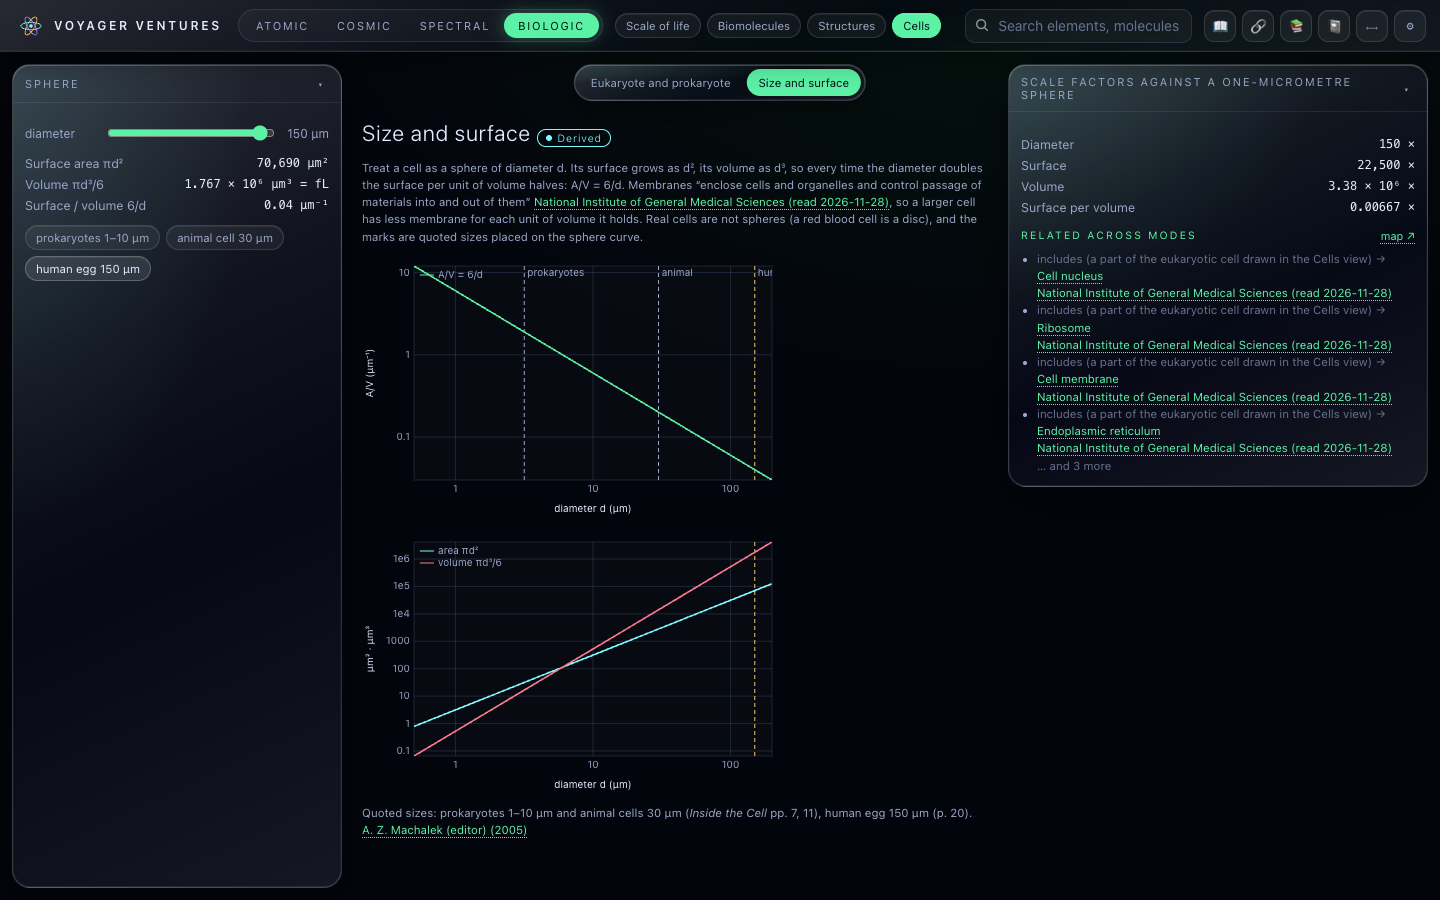 VOYAGER VENTURES
ATOMIC COSMIC SPECTRAL BIOLOGIC
Scale of life Biomolecules Structures Cells
Search elements, molecules
SPHERE
diameter 150 μm
Surface area πd² 70,690 μm²
Volume πd³/6 1.767 × 10⁶ μm³ = fL
Surface / volume 6/d 0.04 μm⁻¹
prokaryotes 1–10 μm animal cell 30 μm
human egg 150 μm
Eukaryote and prokaryote Size and surface
Size and surface Derived
Treat a cell as a sphere of diameter d. Its surface grows as d², its volume as d³, so every time the diameter doubles
the surface per unit of volume halves: A/V = 6/d. Membranes “enclose cells and organelles and control passage of
materials into and out of them” National Institute of General Medical Sciences (read 2026-11-28), so a larger cell
has less membrane for each unit of volume it holds. Real cells are not spheres (a red blood cell is a disc), and the
marks are quoted sizes placed on the sphere curve.
A/V = 6/d prokaryotes animal hur
10
1
0.1
A/V (μm⁻¹)
1 10 100
diameter d (μm)
area πd²
volume πd³/6
1e6
1e5
1e4
1000
100
10
1
0.1
μm² · μm³
1 10 100
diameter d (μm)
Quoted sizes: prokaryotes 1–10 μm and animal cells 30 μm (Inside the Cell pp. 7, 11), human egg 150 μm (p. 20).
A. Z. Machalek (editor) (2005)
SCALE FACTORS AGAINST A ONE-MICROMETRE
SPHERE
Diameter 150 ×
Surface 22,500 ×
Volume 3.38 × 10⁶ ×
Surface per volume 0.00667 ×
RELATED ACROSS MODES map ↗
includes (a part of the eukaryotic cell drawn in the Cells view) →
Cell nucleus
National Institute of General Medical Sciences (read 2026-11-28)
includes (a part of the eukaryotic cell drawn in the Cells view) →
Ribosome
National Institute of General Medical Sciences (read 2026-11-28)
includes (a part of the eukaryotic cell drawn in the Cells view) →
Cell membrane
National Institute of General Medical Sciences (read 2026-11-28)
includes (a part of the eukaryotic cell drawn in the Cells view) →
Endoplasmic reticulum
National Institute of General Medical Sciences (read 2026-11-28)
… and 3 more